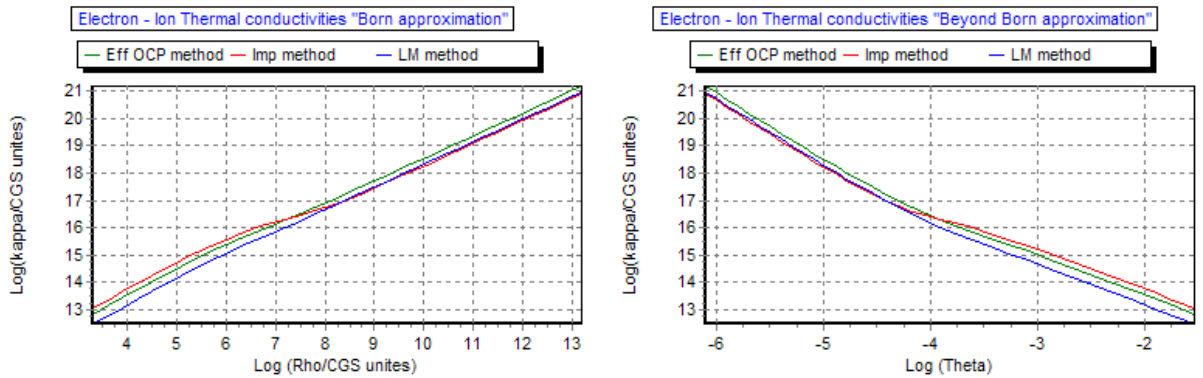 Electron - Ion Thermal conductivities "Born approximation"
Eff OCP method Imp method LM method
Log(kappa/CGS unites)
21
20
19
18
17
16
15
14
13
4 5 6 7 8 9 10 11 12 13
Log (Rho/CGS unites)
Electron - Ion Thermal conductivities "Beyond Born approximation"
Eff OCP method Imp method LM method
Log(kappa/CGS unites)
21
20
19
18
17
16
15
14
13
-6 -5 -4 -3 -2
Log (Theta)